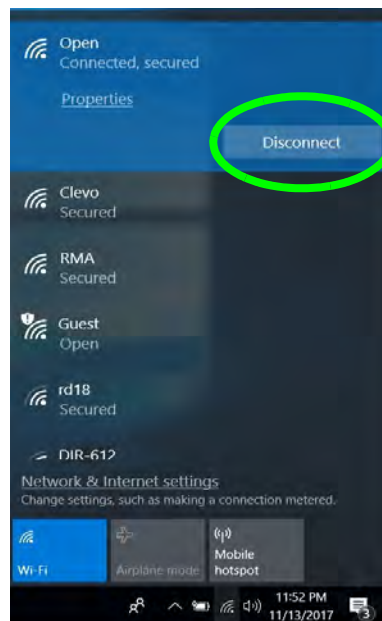 Open
Connected, secured
Properties
Disconnect
Clevo
Secured
RMA
Secured
Guest
Open
rd18
Secured
DIR-612
Network & Internet settings
Change settings, such as making a connection metered.
Wi-Fi
Airplane mode
Mobile
hotspot
11:52 PM
11/13/2017
3